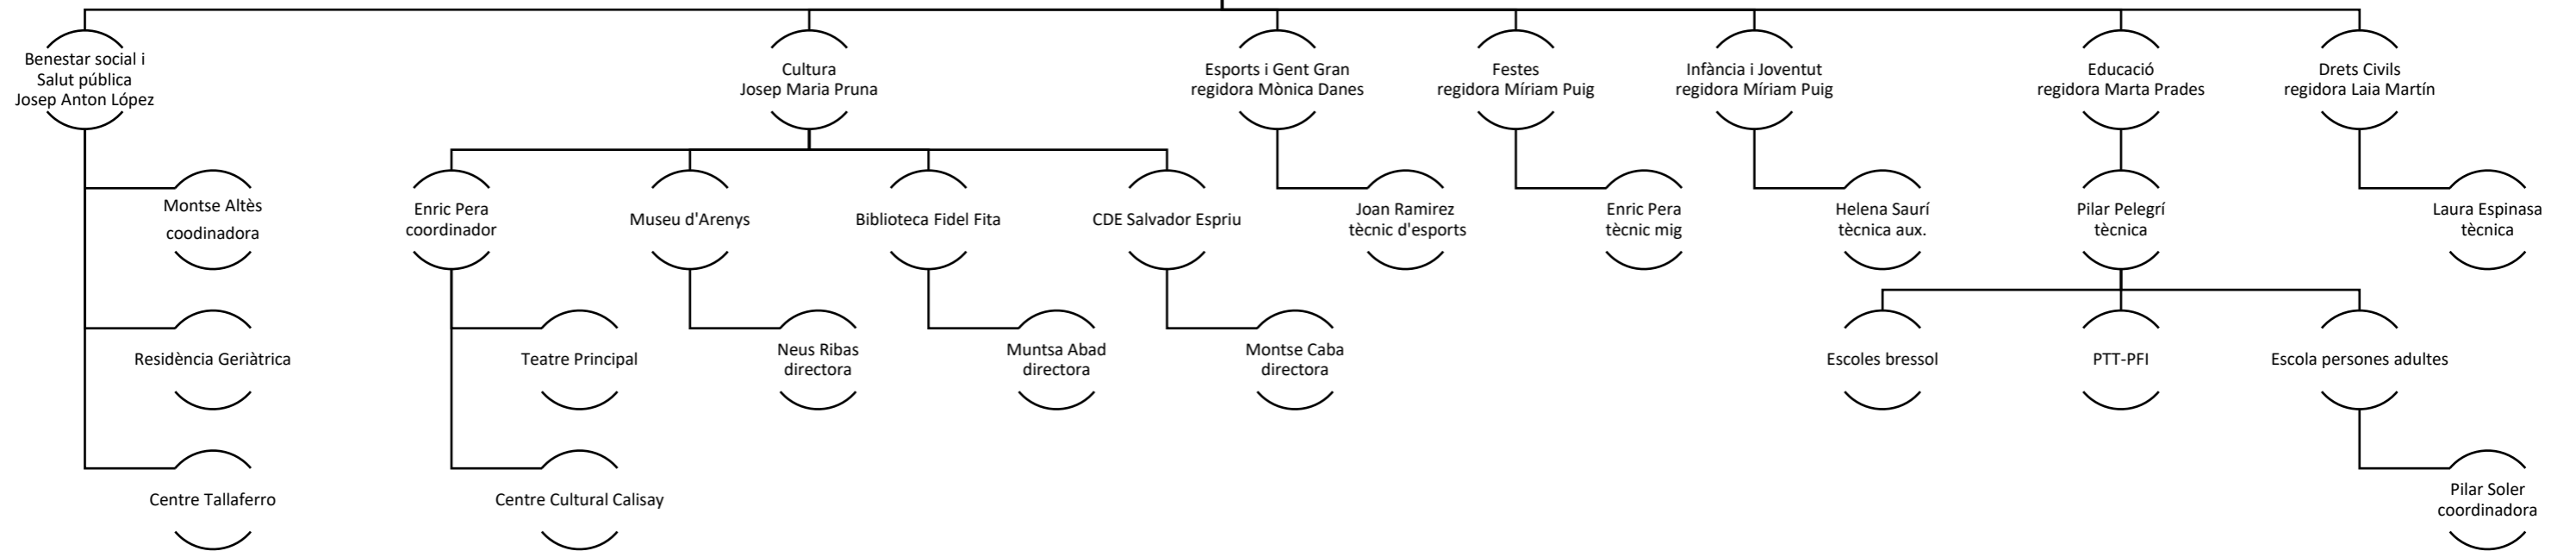 Benestar social i
Salut pública
Josep Anton López
Cultura
Josep Maria Pruna
Esports i Gent Gran
regidora Mònica Danes
Festes
regidora Míriam Puig
Infància i Joventut
regidora Míriam Puig
Educació
regidora Marta Prades
Drets Civils
regidora Laia Martín
Montse Altès
coodinadora
Enric Pera
coordinador
Museu d'Arenys
Biblioteca Fidel Fita
CDE Salvador Espriu
Joan Ramirez
tècnic d'esports
Enric Pera
tècnic mig
Helena Saurí
tècnica aux.
Pilar Pelegrí
tècnica
Laura Espinasa
tècnica
Residència Geriàtrica
Teatre Principal
Neus Ribas
directora
Muntsa Abad
directora
Montse Caba
directora
Escoles bressol
PTT-PFI
Escola persones adultes
Centre Tallaferro
Centre Cultural Calisay
Pilar Soler
coordinadora